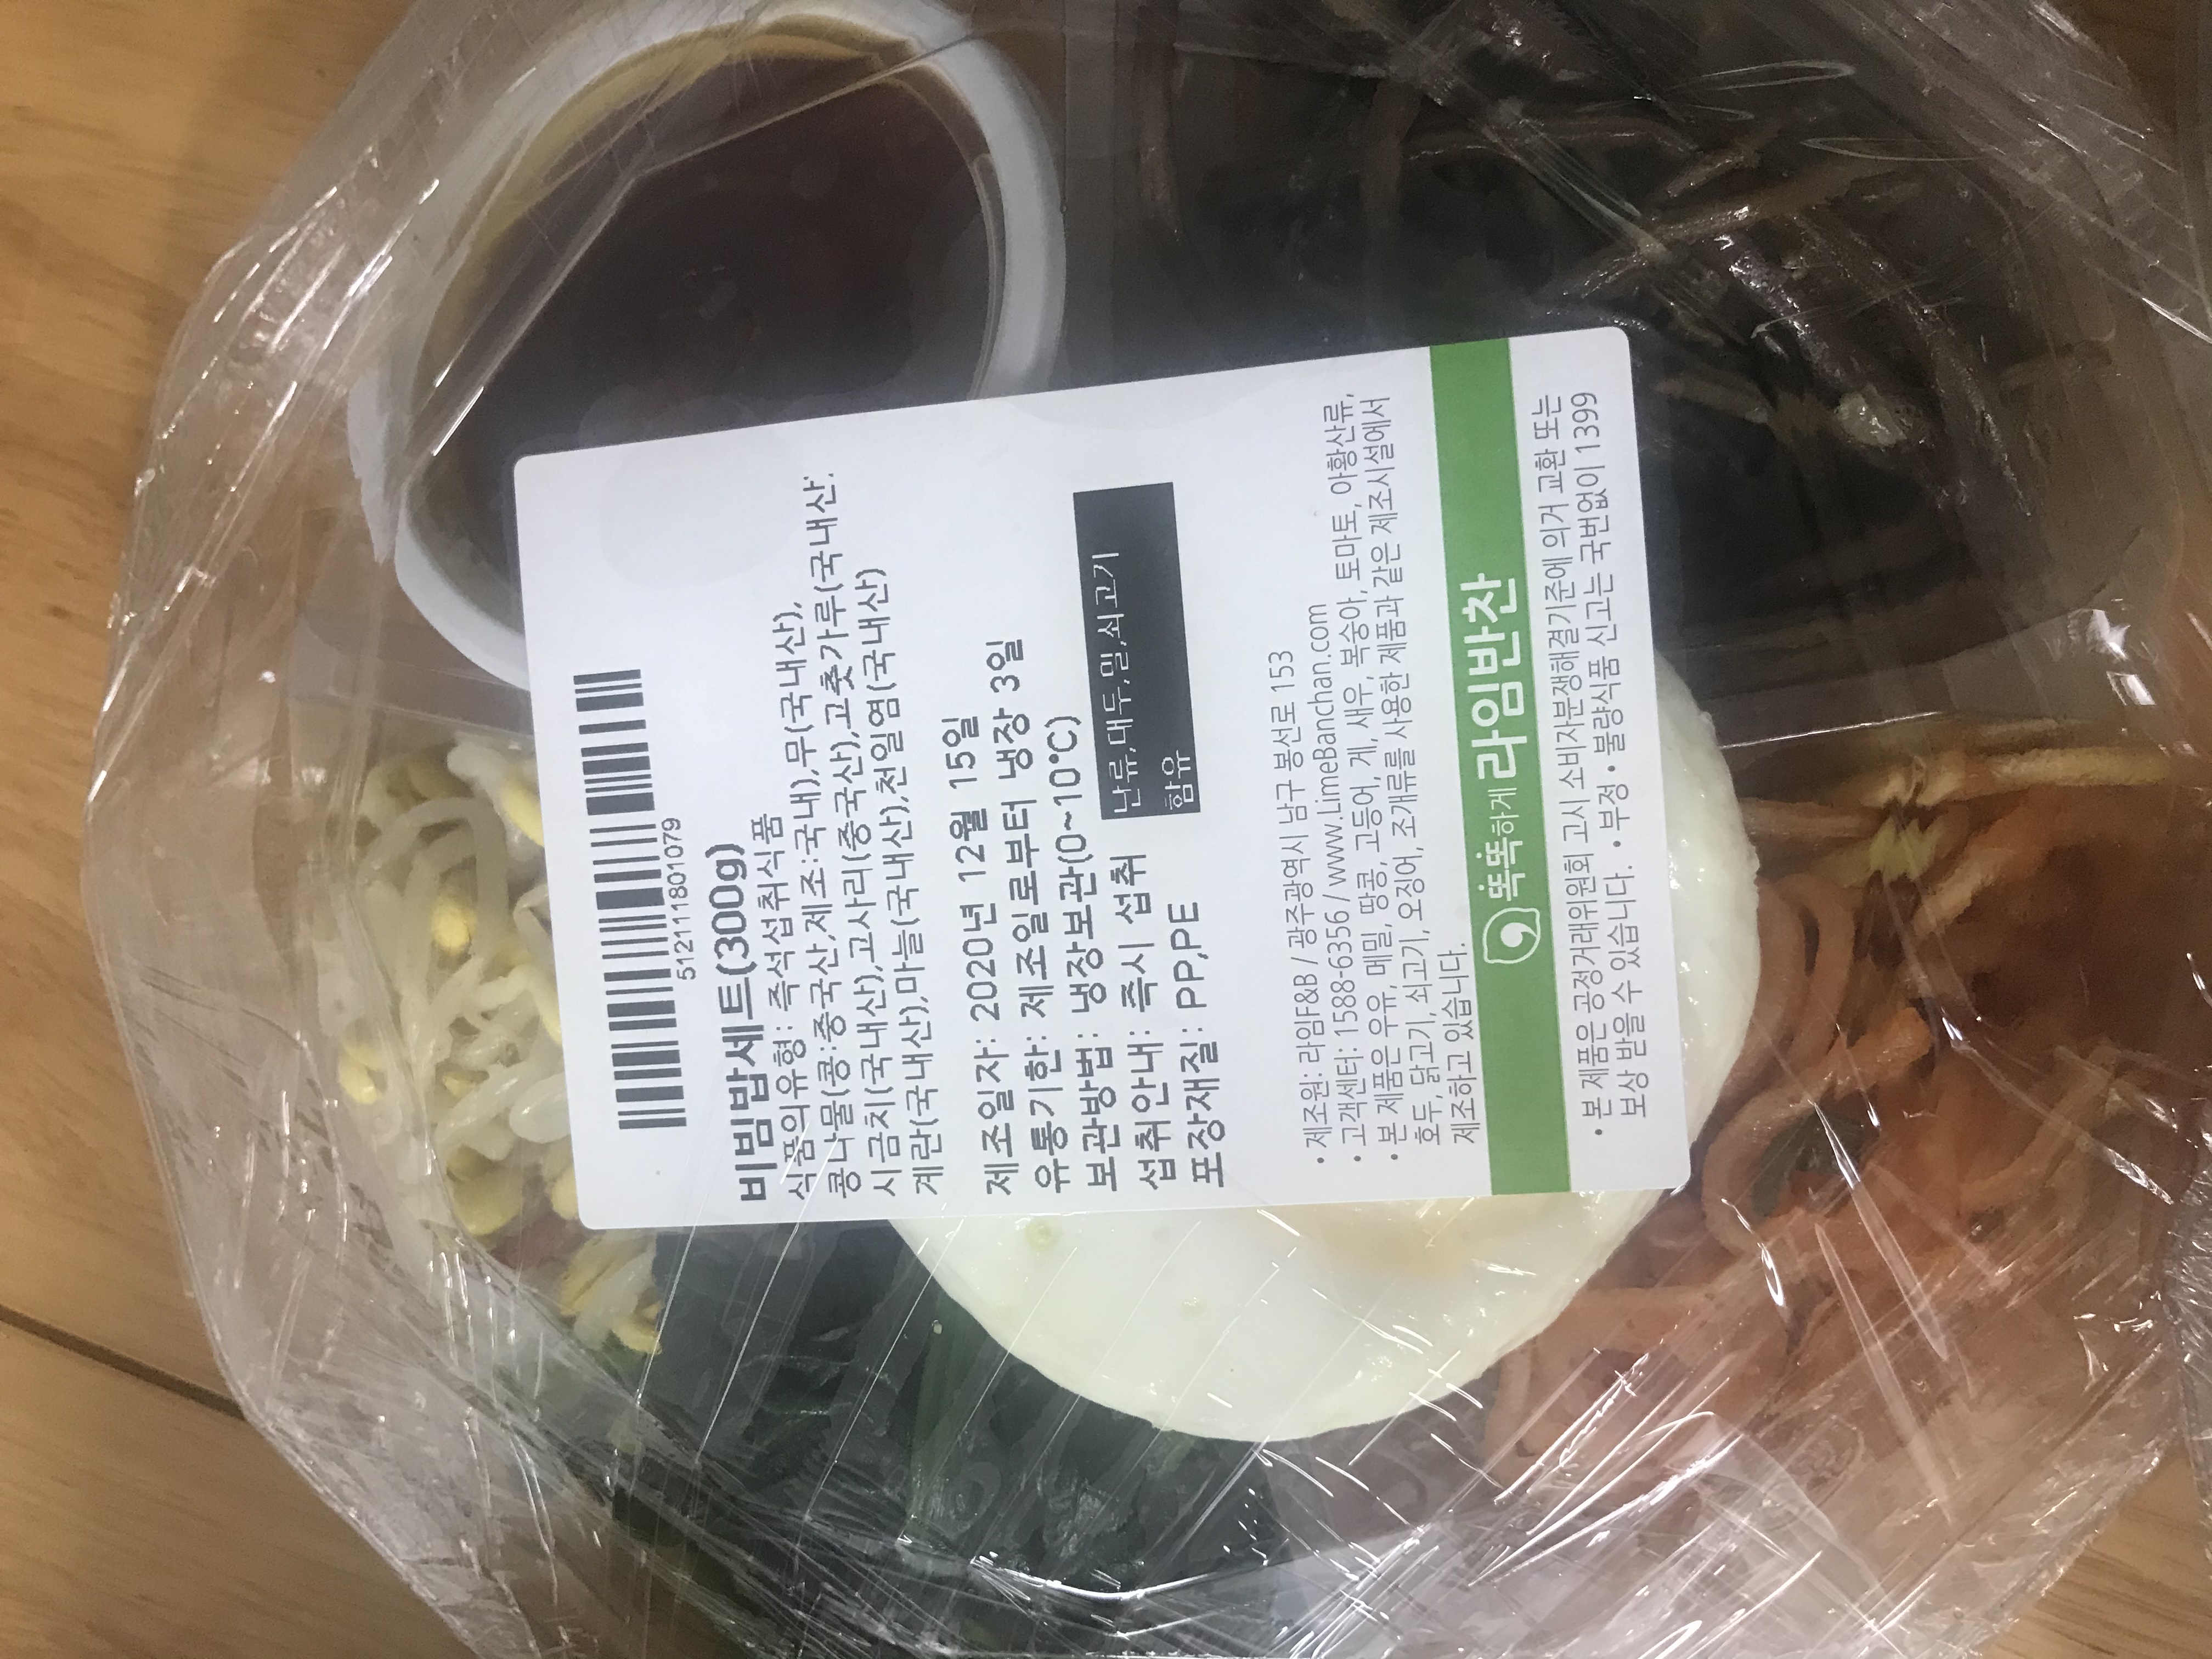 5121118801079
비빔밥세트(300g)
식품의유형: 즉석섭취식품
콩나물(콩:중국산,제조:국내),무(국내산),
시금치(국내산),고사리(중국산),고춧가루(국내산),
계란(국내산),마늘(국내산),천일염(국내산)
제조일자: 2020년 12월 15일
유통기한: 제조일로부터 냉장 3일
보관방법: 냉장보관(0~10℃)
섭취안내: 즉시 섭취
포장재질: PP,PE
난류,대두,밀,쇠고기
함유
• 제조원: 라임F&B / 광주광역시 남구 봉선로 153
• 고객센터: 1588-6356 / www.LimeBanchan.com
• 본 제품은 우유, 메밀, 땅콩, 고등어, 게, 새우, 복숭아, 토마토, 아황산류,
호두, 닭고기, 쇠고기, 오징어, 조개류를 사용한 제품과 같은 제조시설에서
제조하고 있습니다.
똑똑하게 라임반찬
• 본 제품은 공정거래위원회 고시 소비자분쟁해결기준에 의거 교환 또는
보상 받을 수 있습니다. • 부정 • 불량식품 신고는 국번없이 1399